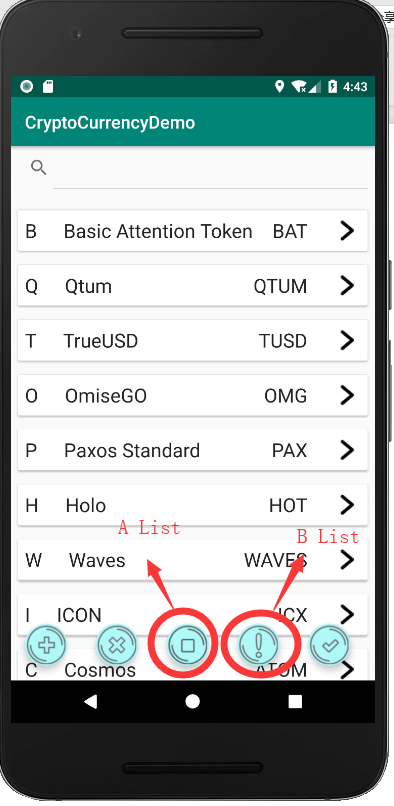 享
4:43
CryptoCurrencyDemo
B Basic Attention Token BAT
Q Qtum QTUM
T TrueUSD TUSD
O OmiseGO OMG
P Paxos Standard PAX
H Holo HOT
A List
B List
W Waves WAVES
I ICON ICX
C Cosmos ATOM